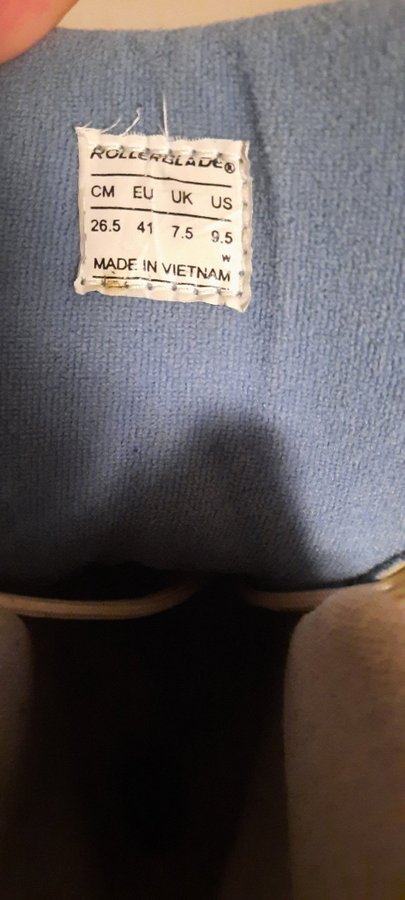 ROLLERBLADE®
CM EU UK US
26.5 41 7.5 9.5
W
MADE IN VIETNAM